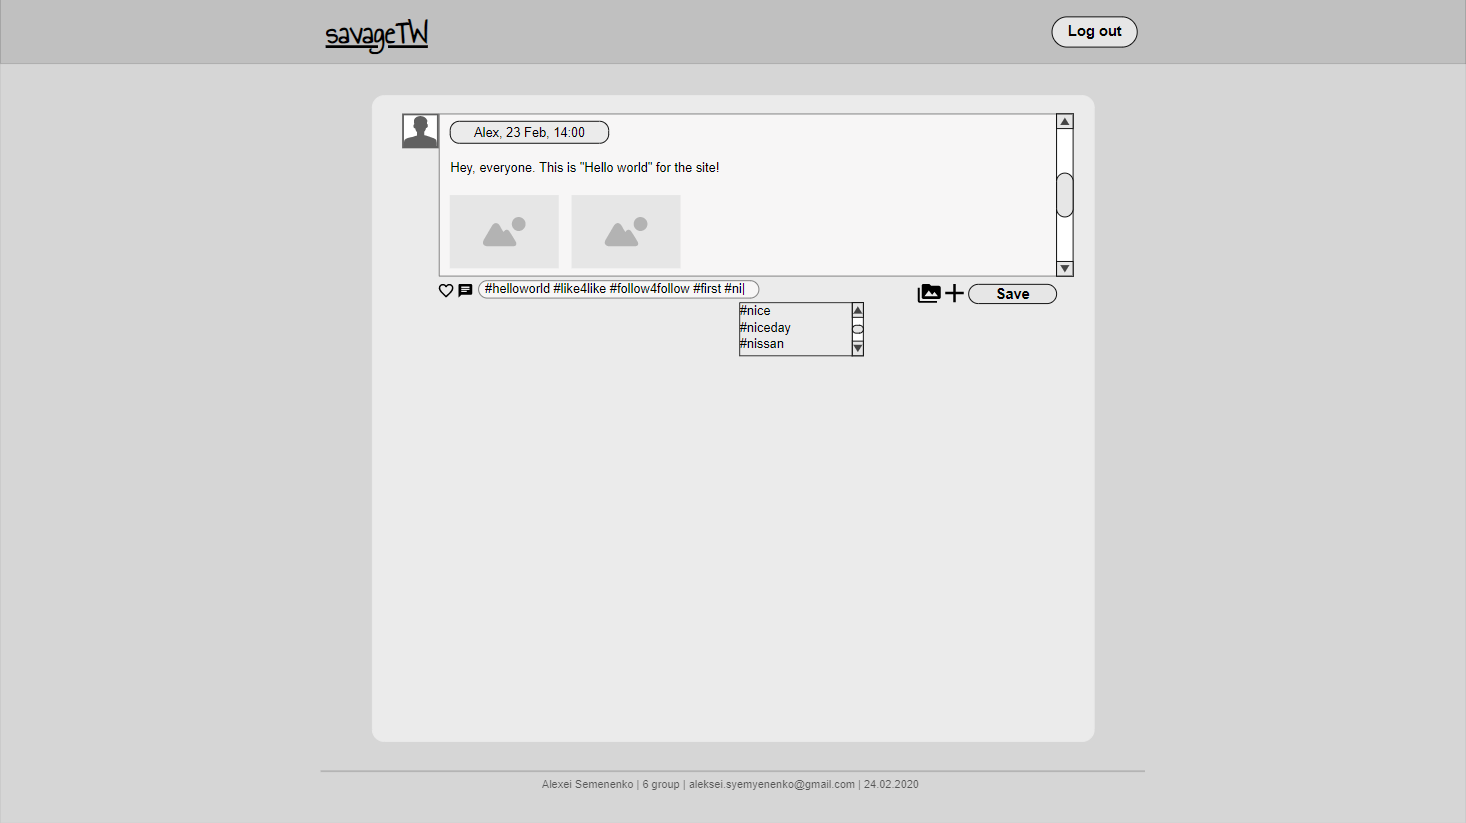 savageTW
Log out
Alex, 23 Feb, 14:00
Hey, everyone. This is "Hello world" for the site!
#helloworld #like4like #follow4follow #first #ni|
Save
#nice
#niceday
#nissan
Alexei Semenenko | 6 group | aleksei.syemyenenko@gmail.com | 24.02.2020